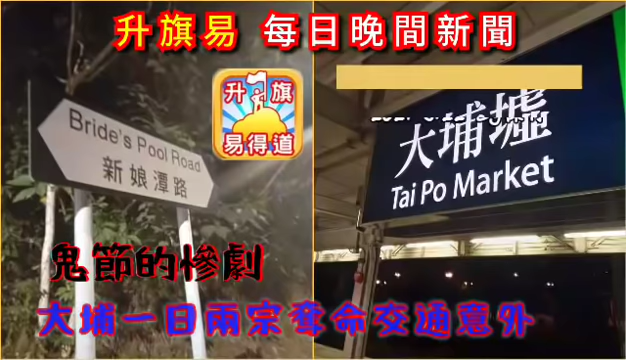 升旗易 每日晚間新聞
升旗
易得道
Bride's Pool Road
新娘潭路
大埔墟
Tai Po Market
鬼節的慘劇
大埔一日兩宗奪命交通意外